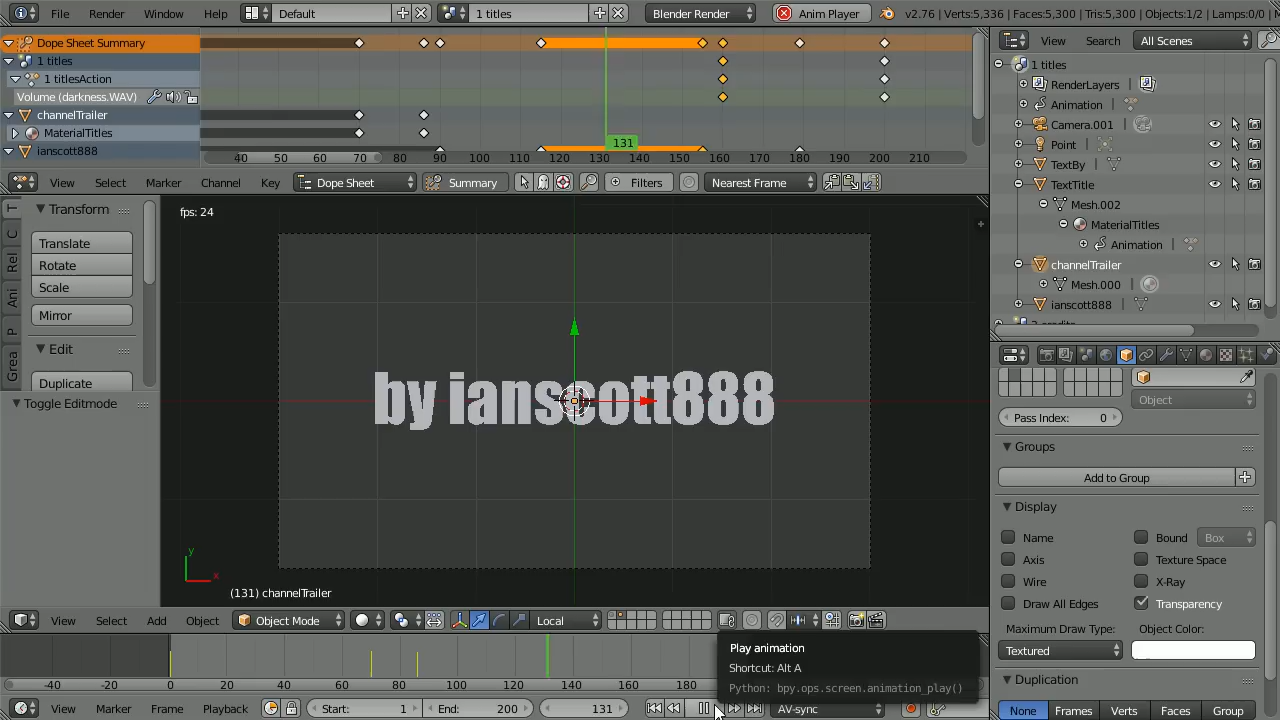 File Render Window Help Default 1 titles Blender Render Anim Player v2.76 | Verts:5,336 | Faces:5,300 | Tris:5,300 | Objects:1/2 | Lamps:0/0 |
Dope Sheet Summary
1 titles
1 titlesAction
Volume (darkness.WAV)
channelTrailer
MaterialTitles
ianscott888
131
40 50 60 70 80 90 100 110 120 130 140 150 160 170 180 190 200 210
View Select Marker Channel Key Dope Sheet Summary Filters Nearest Frame
View Search All Scenes
1 titles
RenderLayers
Animation
Camera.001
Point
TextBy
TextTitle
Mesh.002
MaterialTitles
Animation
channelTrailer
Mesh.000
ianscott888
T
C
Rel
Ani
P
Grea
Transform
Translate
Rotate
Scale
Mirror
Edit
Duplicate
Toggle Editmode
fps: 24
by ianscott888
y
x
(131) channelTrailer
Object
Pass Index: 0
Groups
Add to Group
Display
Name Bound Box
Axis Texture Space
Wire X-Ray
Draw All Edges Transparency
Maximum Draw Type: Object Color:
Textured
Duplication
None Frames Verts Faces Group
View Select Add Object Object Mode Local
Play animation
Shortcut: Alt A
Python: bpy.ops.screen.animation_play()
-40 -20 0 20 40 60 80 100 120 140 160 180
View Marker Frame Playback Start: 1 End: 200 131 AV-sync